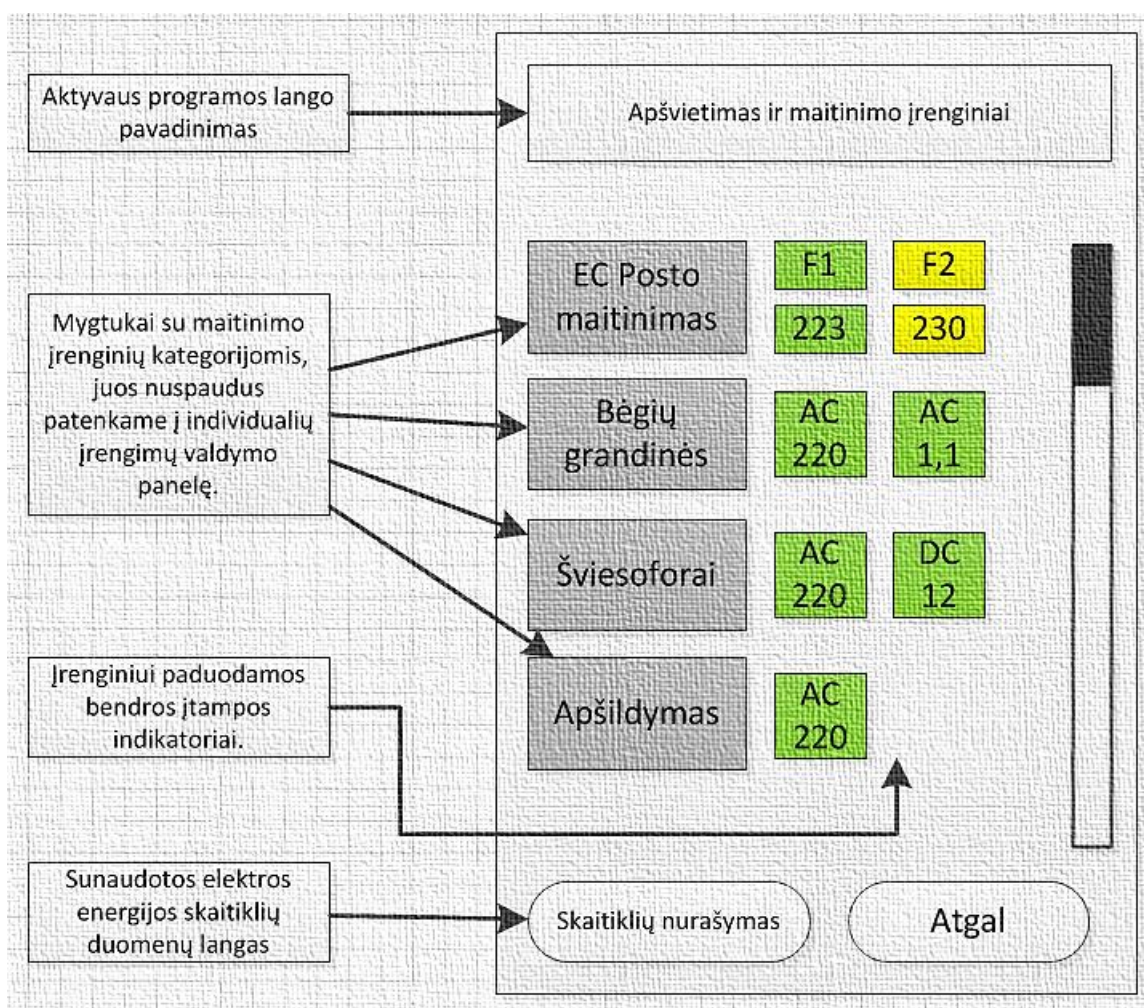 Aktyvaus programos lango
pavadinimas
Apšvietimas ir maitinimo įrenginiai
Mygtukai su maitinimo
įrenginių kategorijomis,
juos nuspaudus
patenkame į individualių
įrengimų valdymo
panelę.
EC Posto
maitinimas
F1
F2
223
230
Bėgių
grandinės
AC
220
AC
1,1
Šviesoforai
AC
220
DC
12
Įrenginiui paduodamos
bendros įtampos
indikatoriai.
Apšildymas
AC
220
Sunaudotos elektros
energijos skaitiklių
duomenų langas
Skaitiklių nurašymas
Atgal